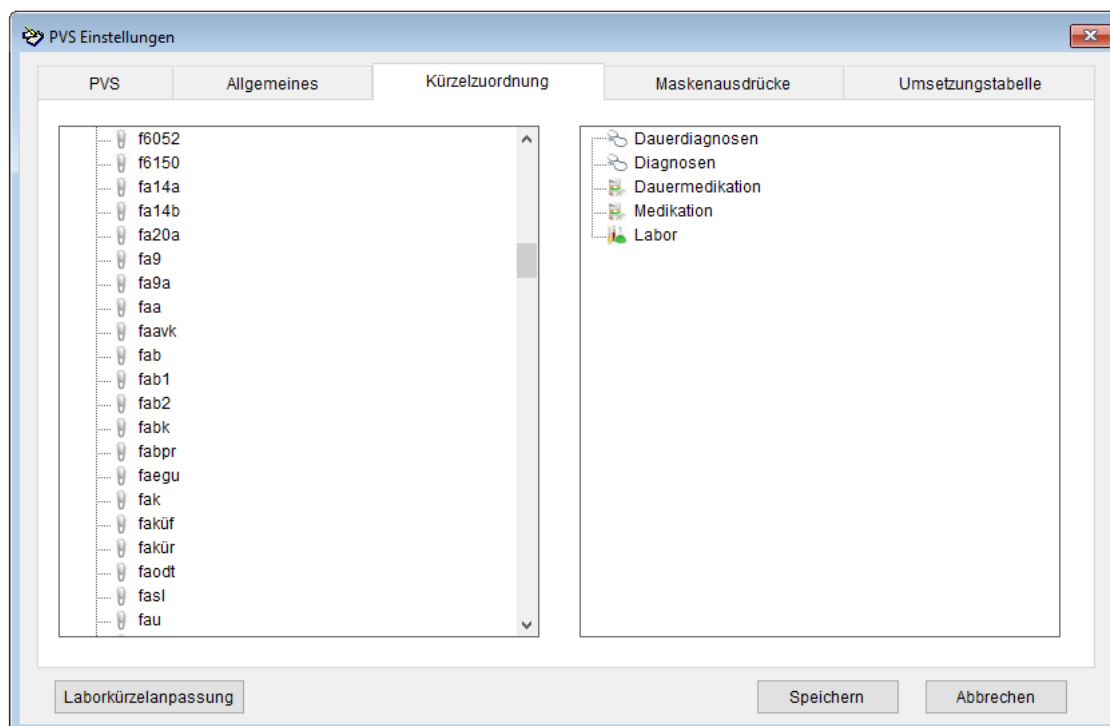 PVS Einstellungen
PVS Allgemeines Kürzelzuordnung Maskenausdrücke Umsetzungstabelle
f6052
f6150
fa14a
fa14b
fa20a
fa9
fa9a
faa
faavk
fab
fab1
fab2
fabk
fabpr
faegu
fak
faküf
fakür
faodt
fasl
fau
Dauerdiagnosen
Diagnosen
Dauermedikation
Medikation
Labor
Laborkürzelanpassung Speichern Abbrechen